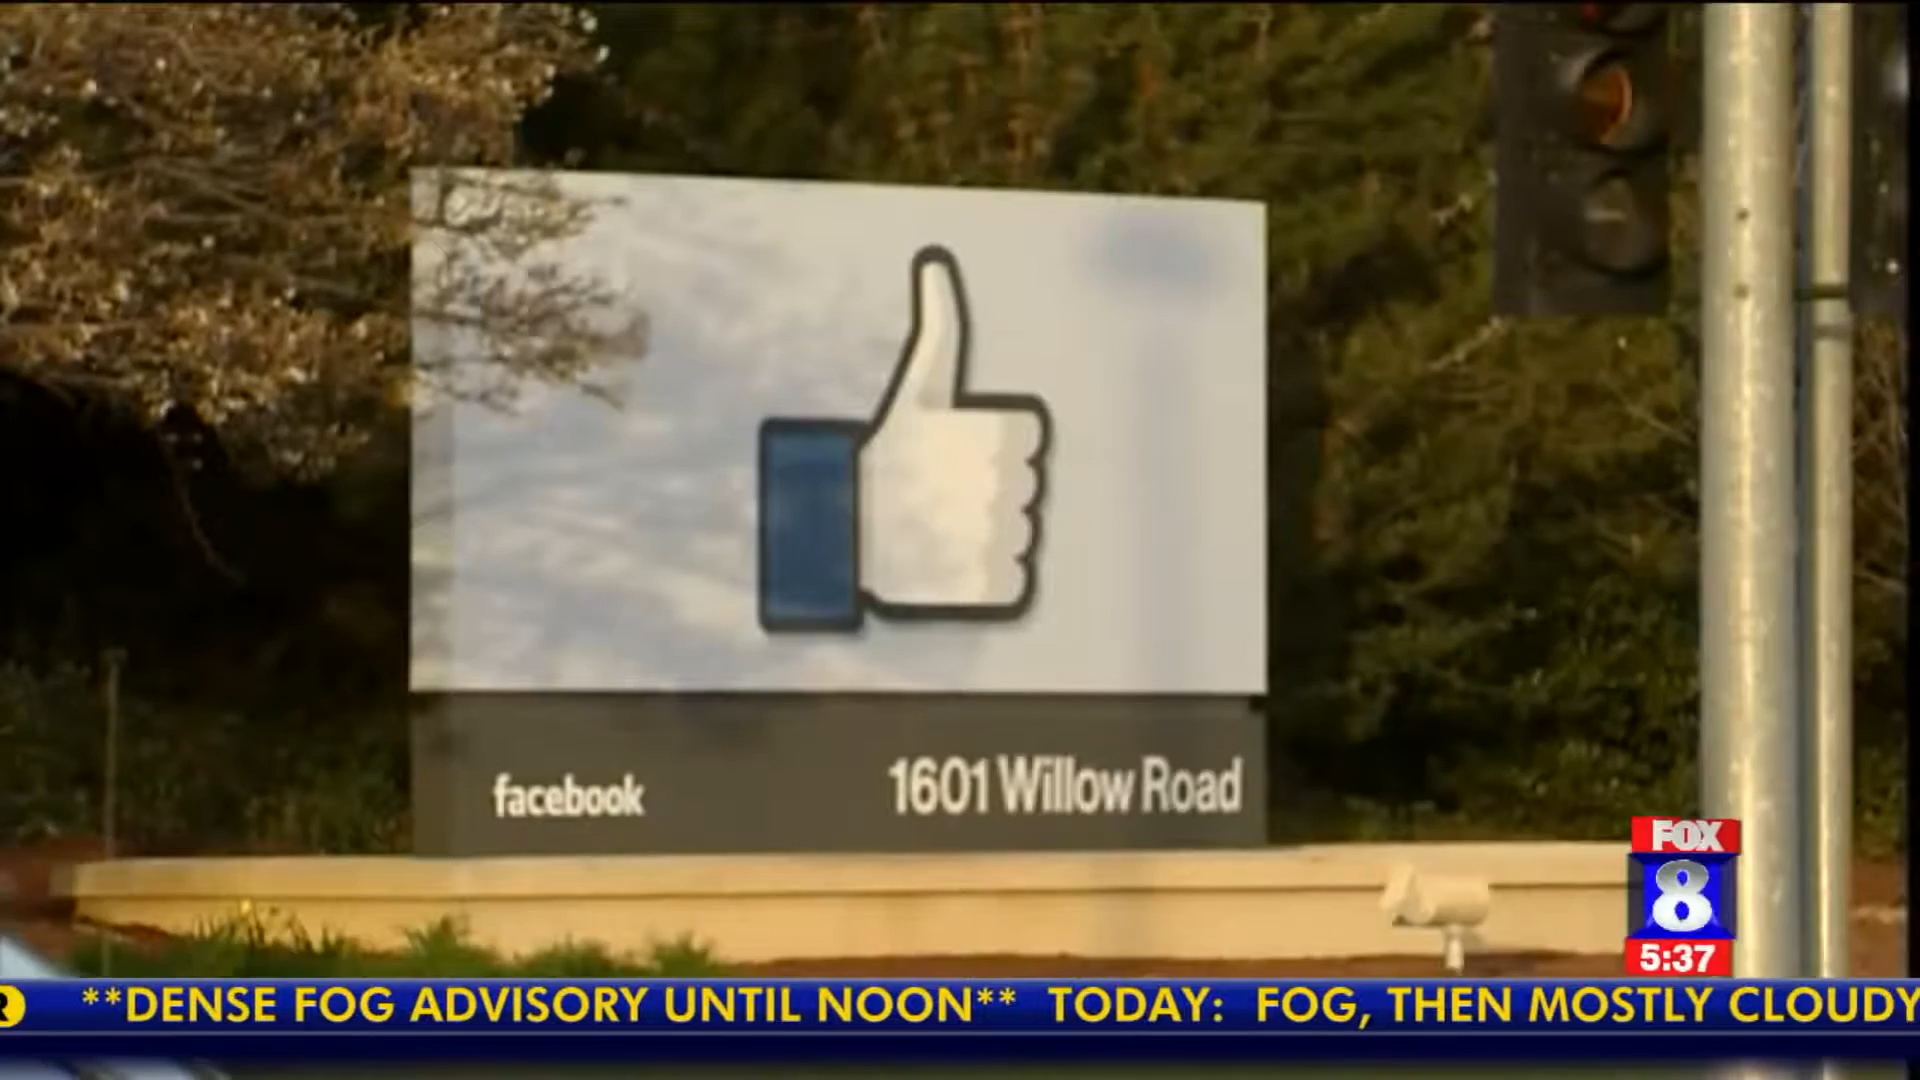 facebook
1601 Willow Road
FOX
8
5:37
R **DENSE FOG ADVISORY UNTIL NOON** TODAY: FOG, THEN MOSTLY CLOUDY